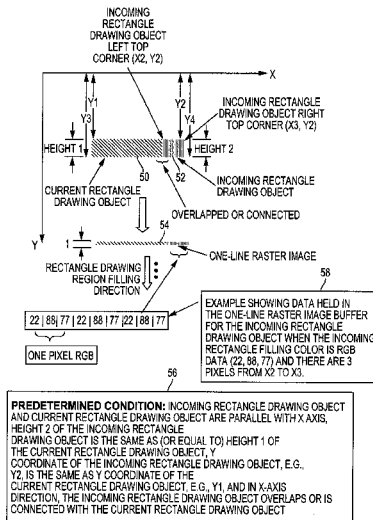 INCOMING
RECTANGLE
DRAWING OBJECT
LEFT TOP
CORNER (X2, Y2)
X
Y1
Y3
Y2
Y4
INCOMING RECTANGLE
DRAWING OBJECT RIGHT
TOP CORNER (X3, Y2)
HEIGHT 1
HEIGHT 2
50
52
CURRENT RECTANGLE
DRAWING OBJECT
INCOMING
RECTANGLE
DRAWING OBJECT
OVERLAPPED OR CONNECTED
54
Y
1
ONE-LINE RASTER IMAGE
RECTANGLE DRAWING
REGION FILLING
DIRECTION
58
22 | 88 | 77 | 22 | 88 | 77 | 22 | 88 | 77
ONE PIXEL RGB
EXAMPLE SHOWING DATA HELD IN
THE ONE-LINE RASTER IMAGE BUFFER
FOR THE INCOMING RECTANGLE
DRAWING OBJECT WHEN THE INCOMING
RECTANGLE FILLING COLOR IS RGB
DATA (22, 88, 77) AND THERE ARE 3
PIXELS FROM X2 TO X3.
56
PREDETERMINED CONDITION: INCOMING RECTANGLE DRAWING OBJECT
AND CURRENT RECTANGLE DRAWING OBJECT ARE PARALLEL WITH X AXIS,
HEIGHT 2 OF THE INCOMING RECTANGLE
DRAWING OBJECT IS THE SAME AS (OR EQUAL TO) HEIGHT 1 OF
THE CURRENT RECTANGLE DRAWING OBJECT, Y
COORDINATE OF THE INCOMING RECTANGLE DRAWING OBJECT, E.G.,
Y2, IS THE SAME AS Y COORDINATE OF THE
CURRENT RECTANGLE DRAWING OBJECT, E.G., Y1, AND IN X-AXIS
DIRECTION, THE INCOMING RECTANGLE DRAWING OBJECT OVERLAPS OR IS
CONNECTED WITH THE CURRENT RECTANGLE DRAWING OBJECT